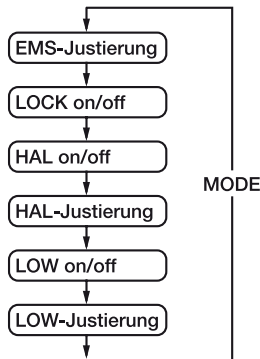 EMS-Justierung
LOCK on/off
HAL on/off
MODE
HAL-Justierung
LOW on/off
LOW-Justierung